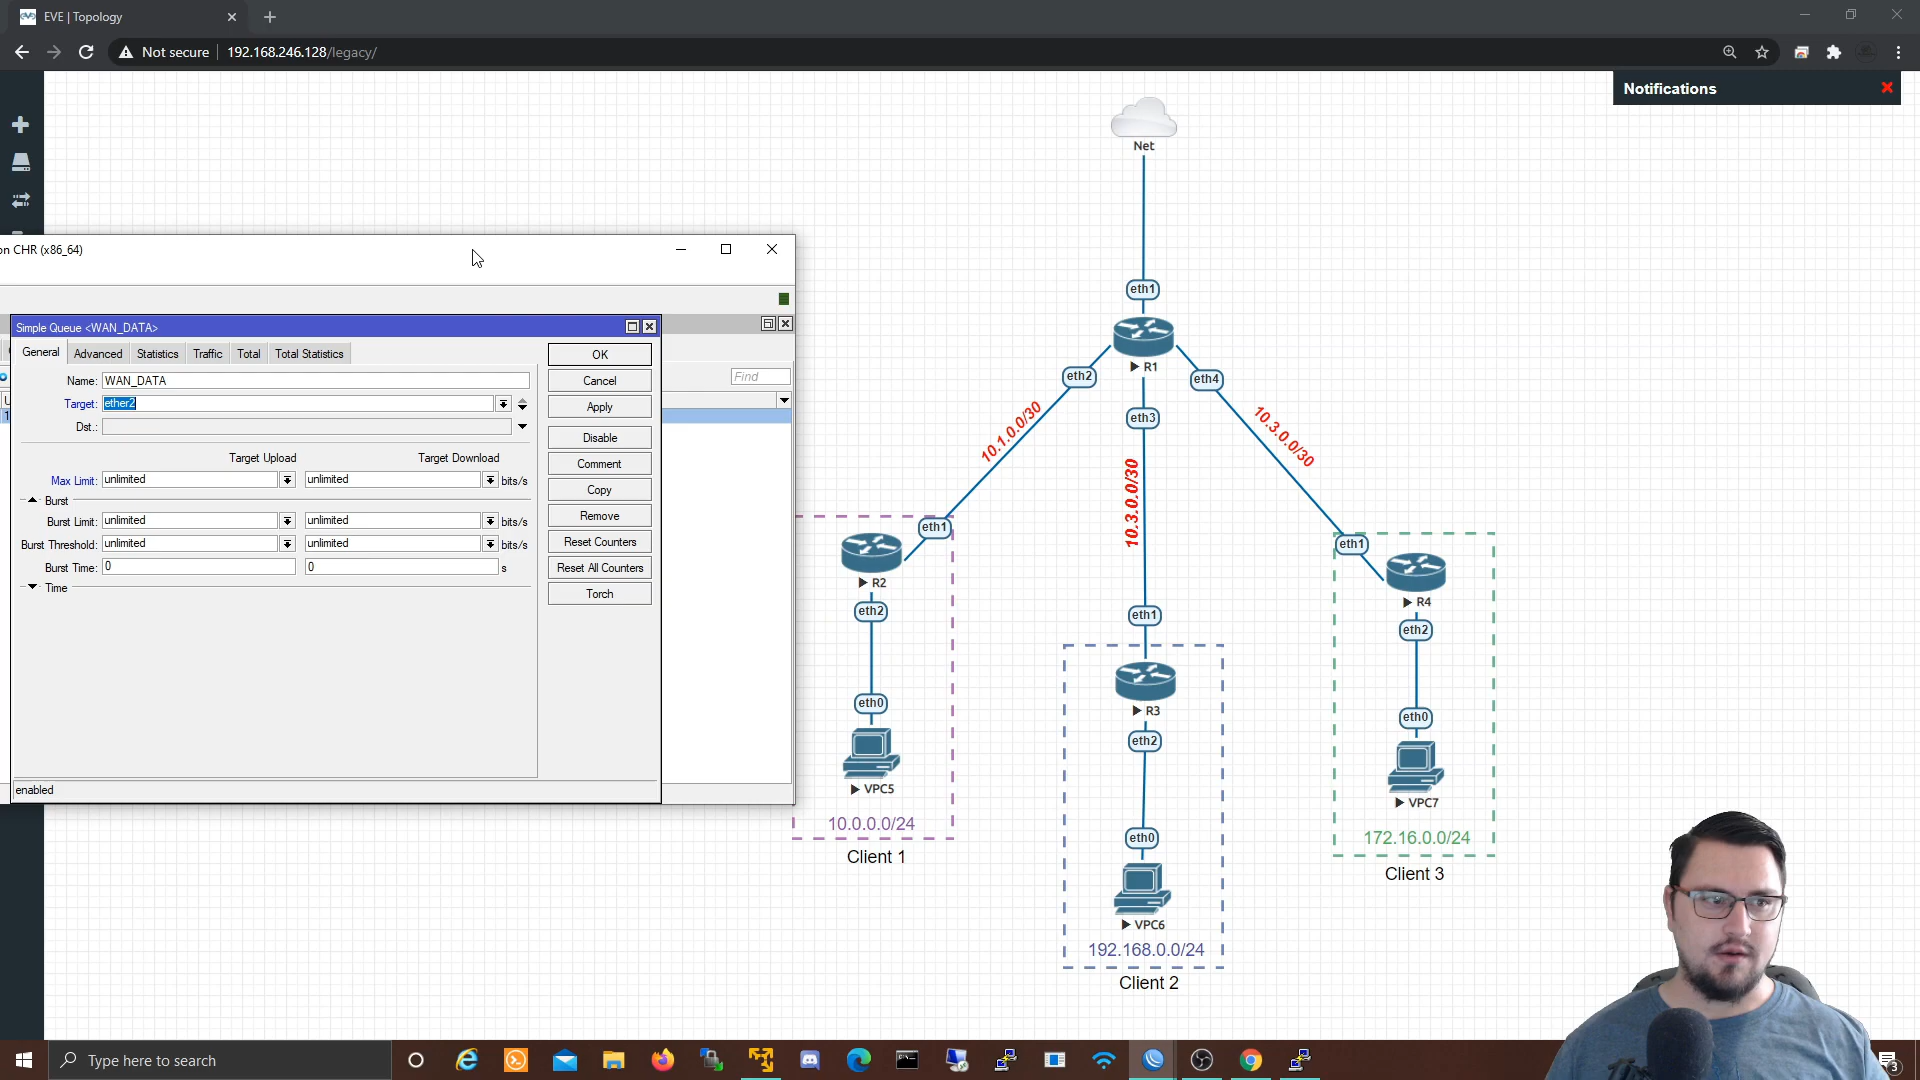 EVE | Topology
Not secure
192.168.246.128/legacy/
Notifications
Net
on CHR (x86_64)
eth1
Simple Queue <WAN_DATA>
General
Advanced
Statistics
Traffic
Total
Total Statistics
OK
Name: WAN_DATA
Cancel
Find
Target: ether2
Apply
Dst.:
Disable
Target Upload
Target Download
Comment
Max Limit: unlimited
unlimited
bits/s
Copy
Burst
Remove
Burst Limit: unlimited
unlimited
bits/s
Reset Counters
Burst Threshold: unlimited
unlimited
bits/s
Reset All Counters
Burst Time: 0
0
s
Time
Torch
enabled
R1
eth2
eth4
eth3
10.1.0.0/30
10.3.0.0/30
10.3.0.0/30
eth1
R2
eth2
eth0
VPC5
10.0.0.0/24
Client 1
eth1
R3
eth2
eth0
VPC6
192.168.0.0/24
Client 2
eth1
R4
eth2
eth0
VPC7
172.16.0.0/24
Client 3
Type here to search
3